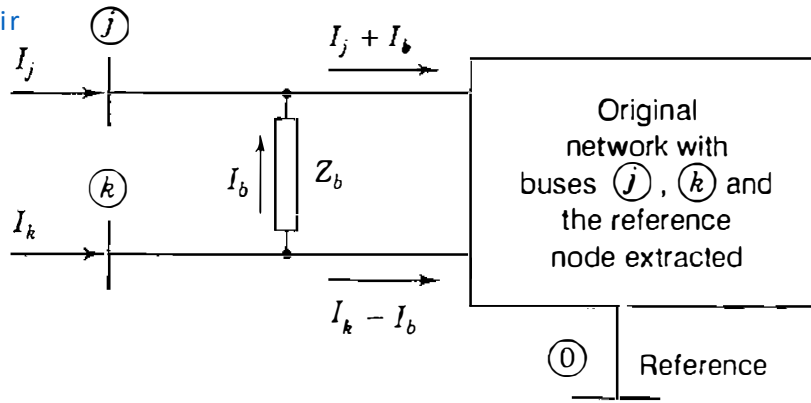 ir
j
I_j
I_j + I_b
I_b
Z_b
k
I_k
I_k − I_b
Original
network with
buses j , k and
the reference
node extracted
0
Reference